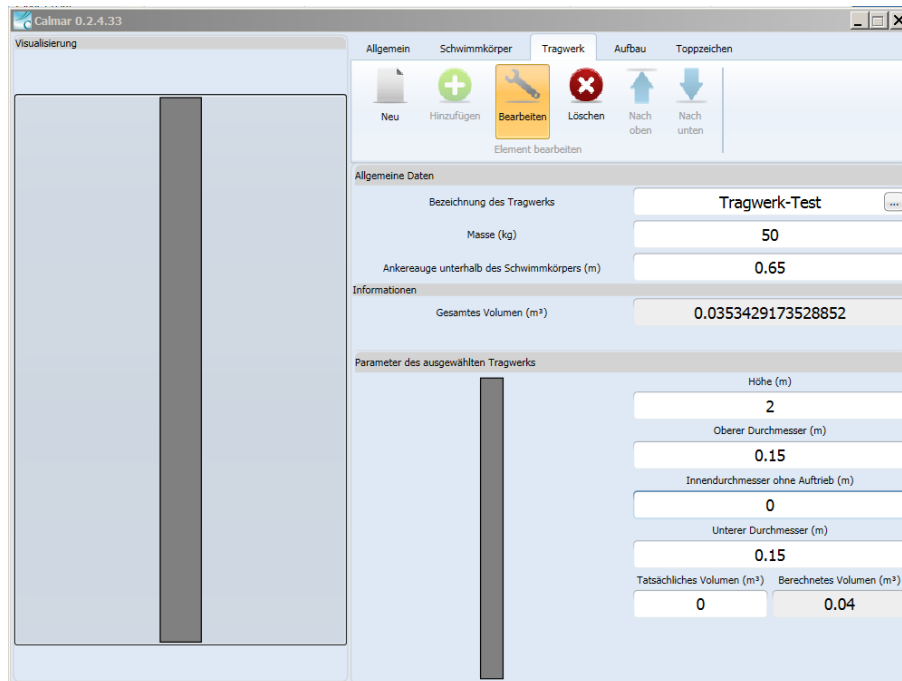 Calmar 0.2.4.33
Visualisierung
Allgemein Schwimmkörper Tragwerk Aufbau Toppzeichen
Neu Hinzufügen Bearbeiten Löschen Nach oben Nach unten
Element bearbeiten
Allgemeine Daten
Bezeichnung des Tragwerks Tragwerk-Test ...
Masse (kg) 50
Ankereauge unterhalb des Schwimmkörpers (m) 0.65
Informationen
Gesamtes Volumen (m³) 0.0353429173528852
Parameter des ausgewählten Tragwerks
Höhe (m)
2
Oberer Durchmesser (m)
0.15
Innendurchmesser ohne Auftrieb (m)
0
Unterer Durchmesser (m)
0.15
Tatsächliches Volumen (m³) Berechnetes Volumen (m³)
0 0.04